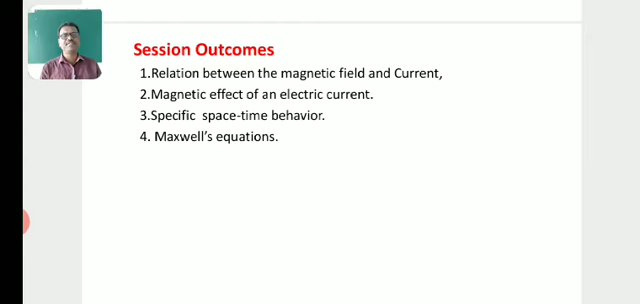 Session Outcomes
1.Relation between the magnetic field and Current,
2.Magnetic effect of an electric current.
3.Specific space-time behavior.
4. Maxwell's equations.